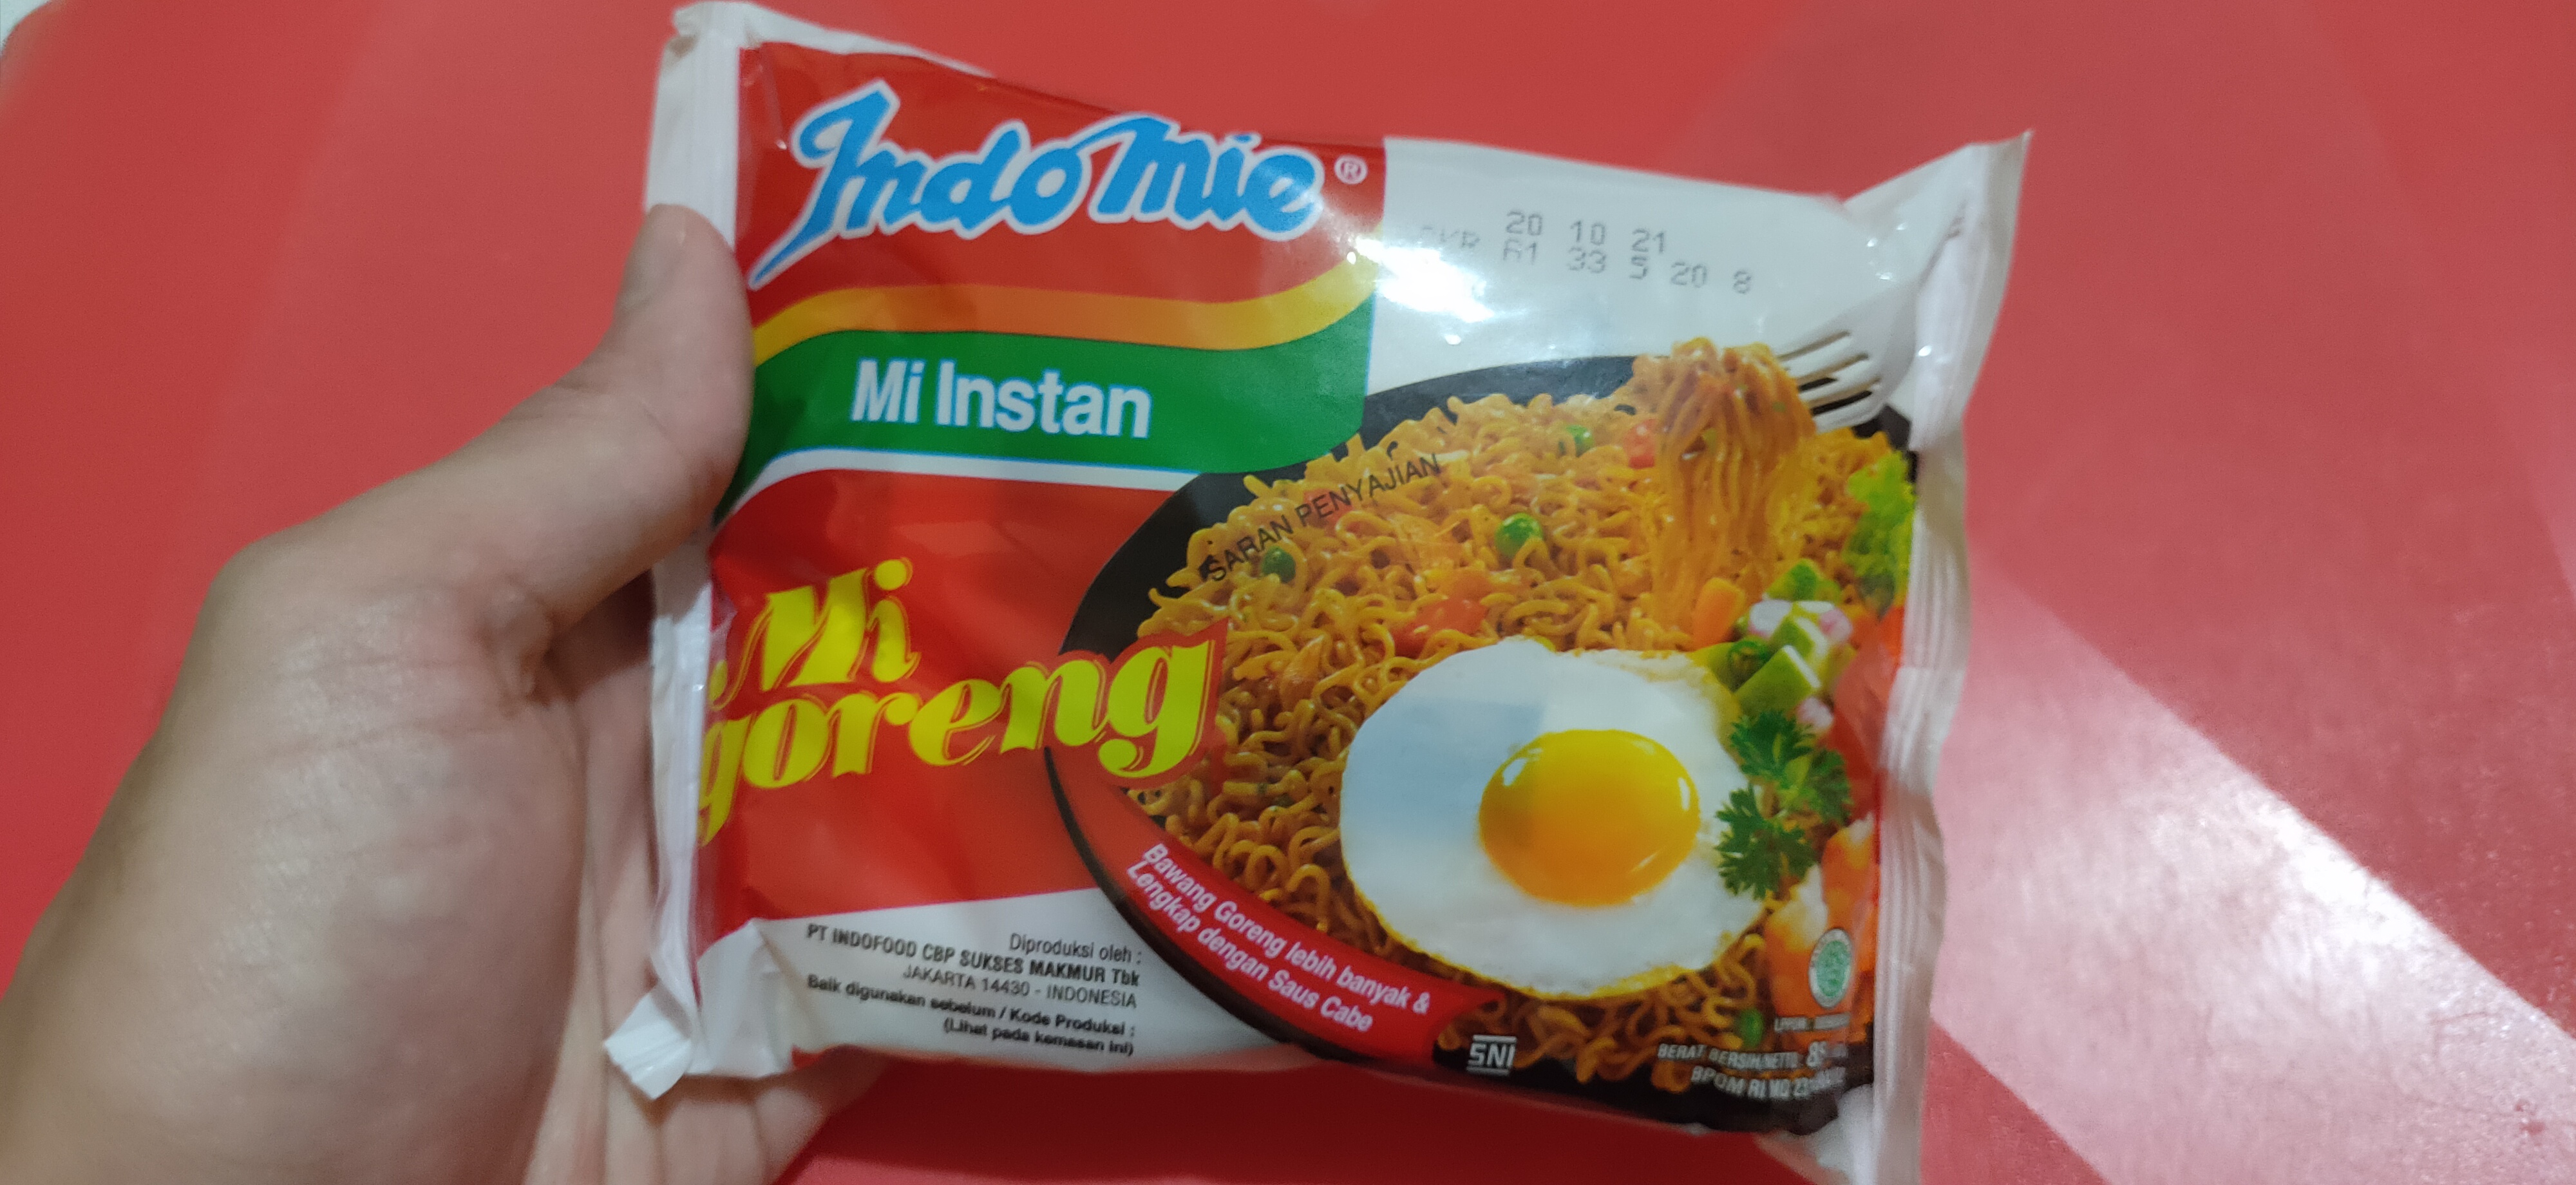 Indomie®
20 10 21
B1 33 5 20 8
Mi Instan
SARAN PENYAJIAN
Mi
goreng
Bawang Goreng lebih banyak &
Lengkap dengan Saus Cabe
Diproduksi oleh :
PT INDOFOOD CBP SUKSES MAKMUR Tbk
JAKARTA 14430 - INDONESIA
Baik digunakan sebelum / Kode Produksi :
(Lihat pada kemasan ini)
SNI
BERAT BERSIH/NETTO
BPOM RI MD